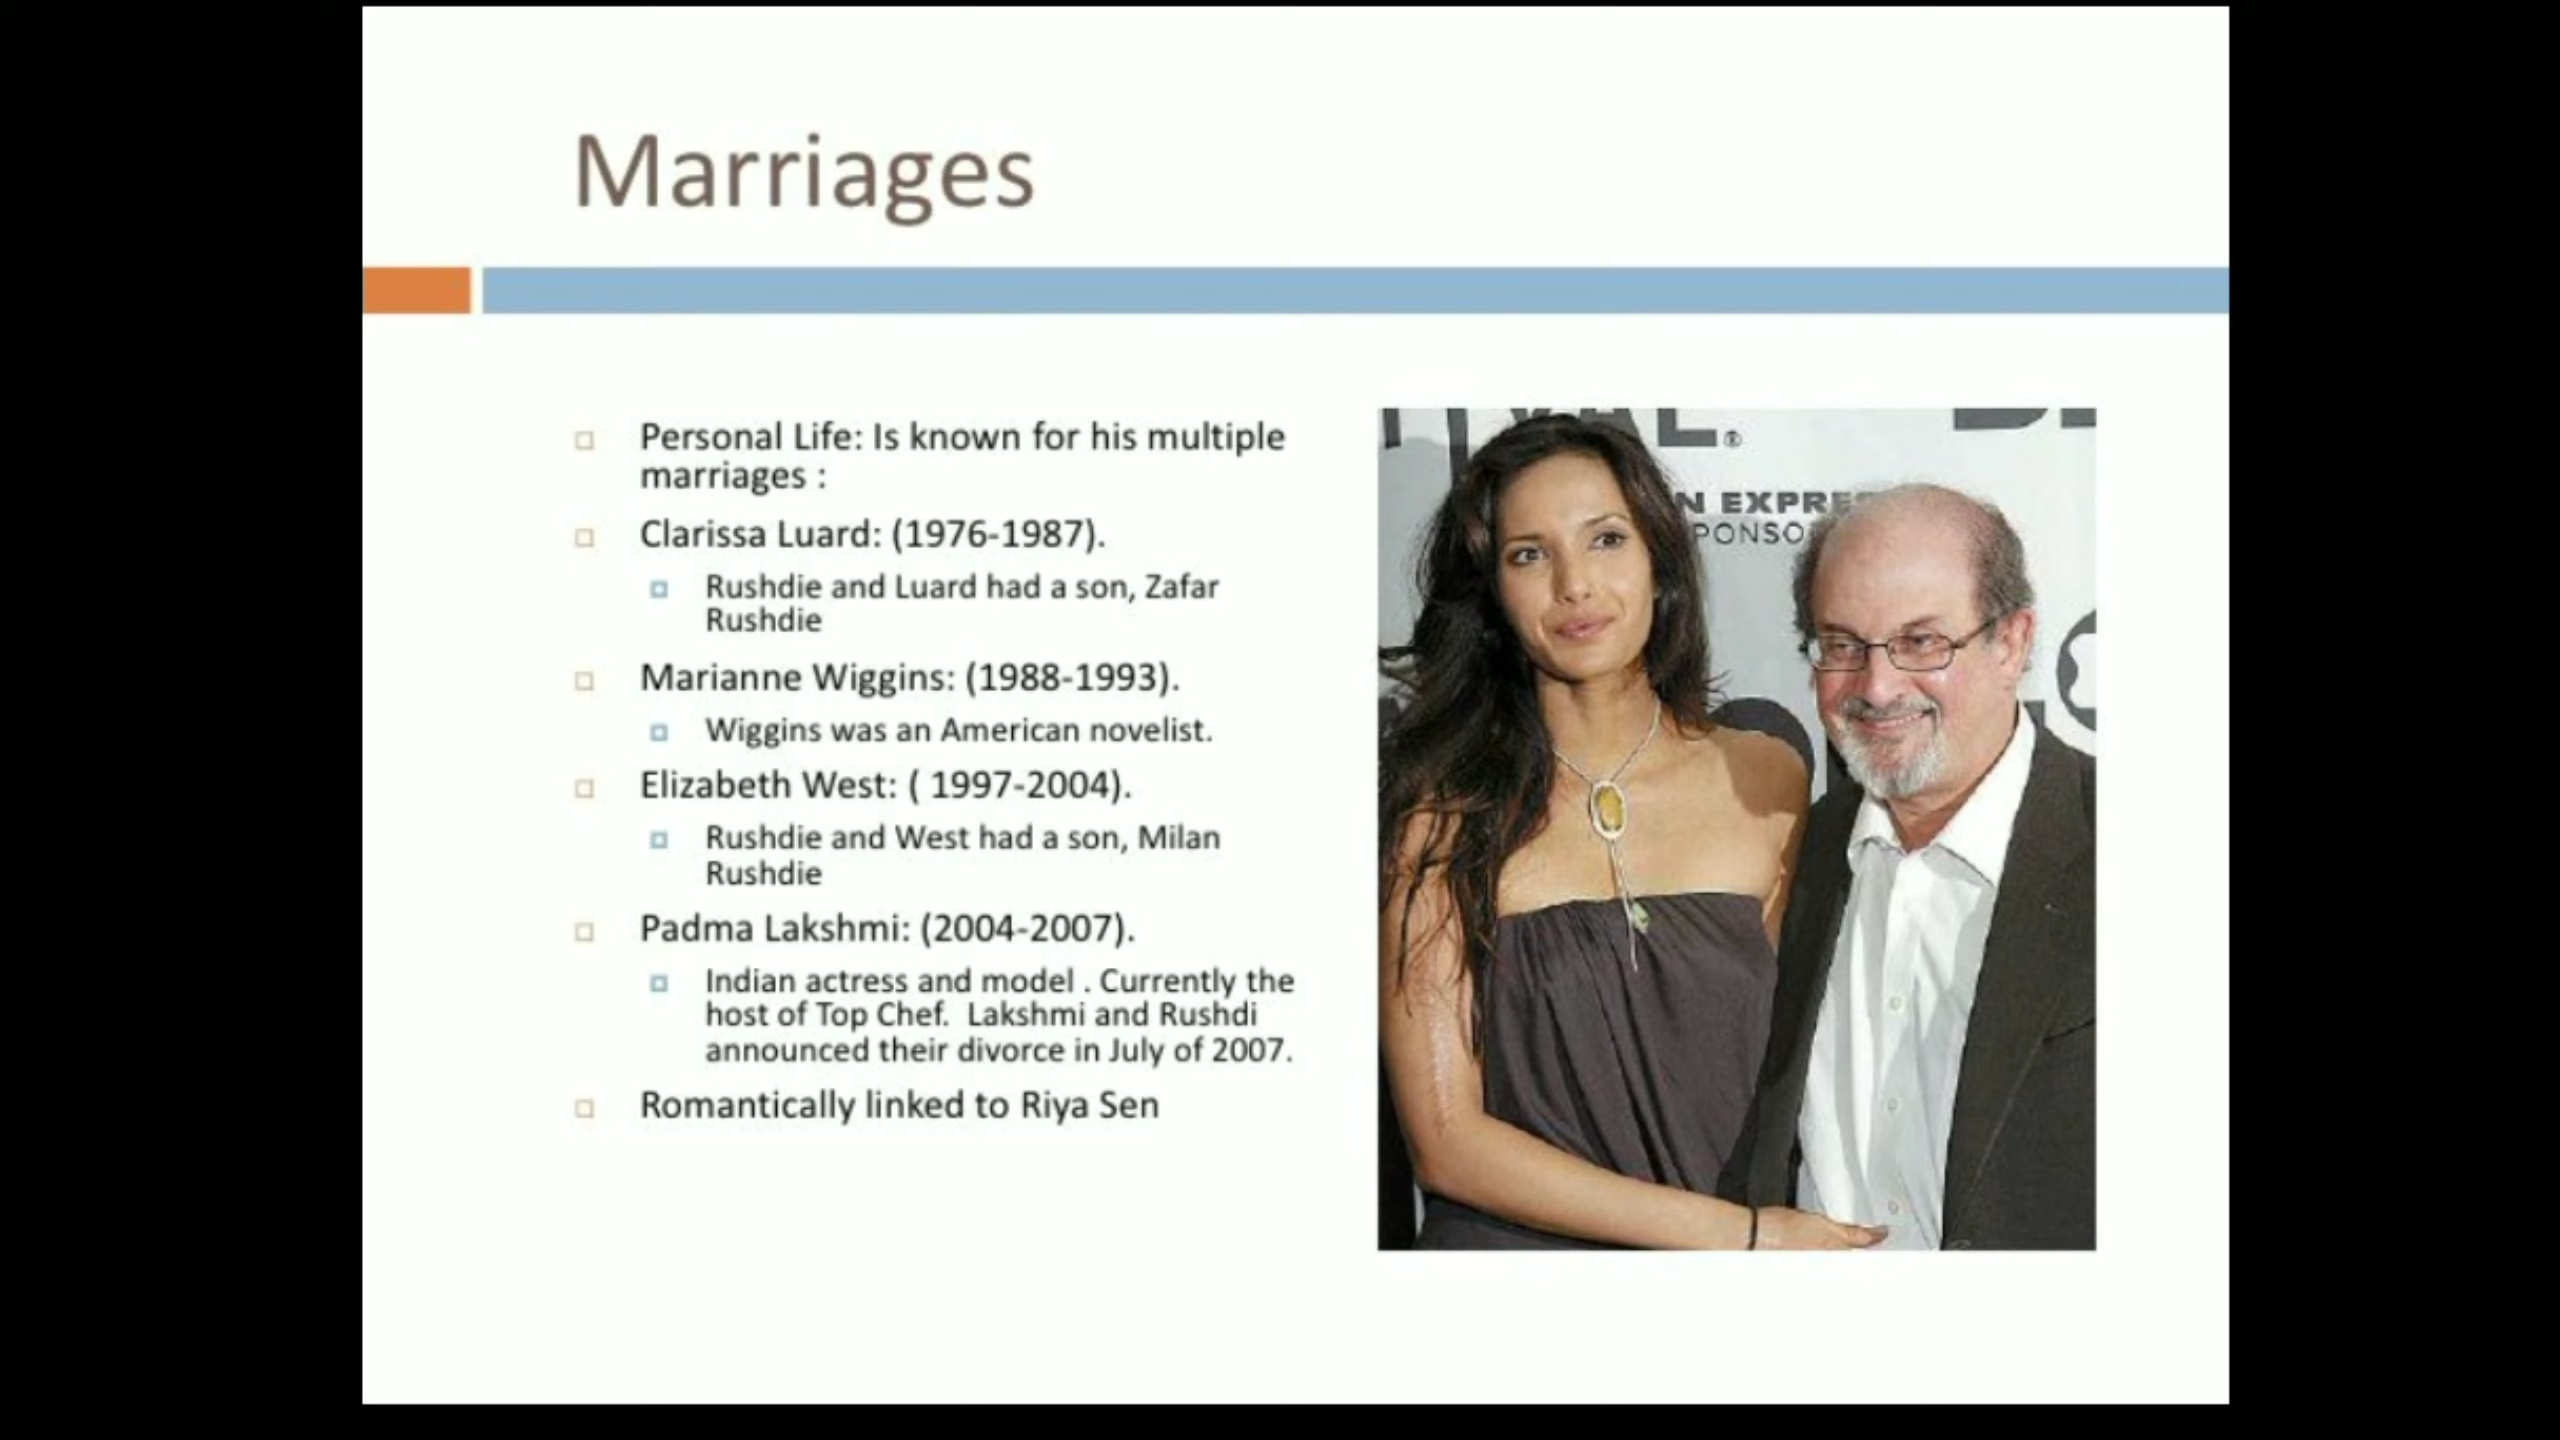 Marriages
Personal Life: Is known for his multiple
marriages :
Clarissa Luard: (1976-1987).
Rushdie and Luard had a son, Zafar
Rushdie
Marianne Wiggins: (1988-1993).
Wiggins was an American novelist.
Elizabeth West: ( 1997-2004).
Rushdie and West had a son, Milan
Rushdie
Padma Lakshmi: (2004-2007).
Indian actress and model . Currently the
host of Top Chef.  Lakshmi and Rushdi
announced their divorce in July of 2007.
Romantically linked to Riya Sen
N EXPRE
PONSO